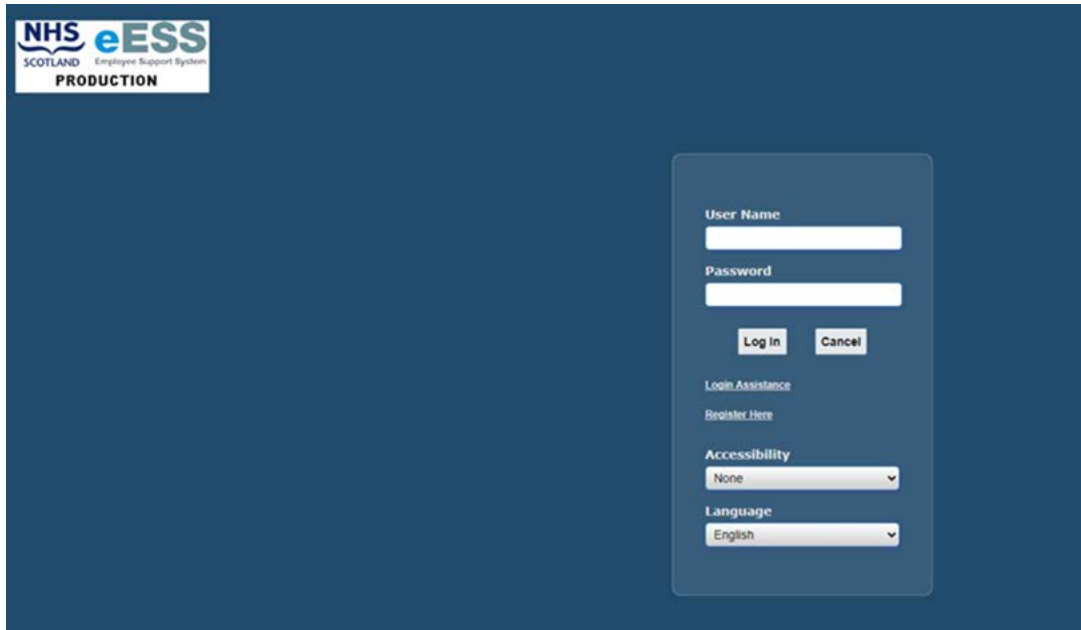 NHS
SCOTLAND
eESS
Employee Support System
PRODUCTION
User Name
Password
Log In
Cancel
Login Assistance
Register Here
Accessibility
None
Language
English